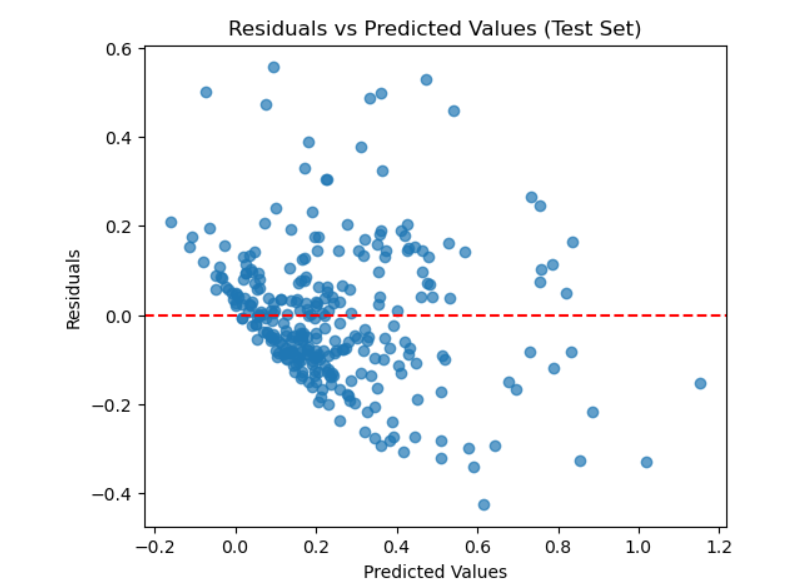 Residuals vs Predicted Values (Test Set)
0.6
0.4
0.2
0.0
−0.2
−0.4
Residuals
−0.2 0.0 0.2 0.4 0.6 0.8 1.0 1.2
Predicted Values